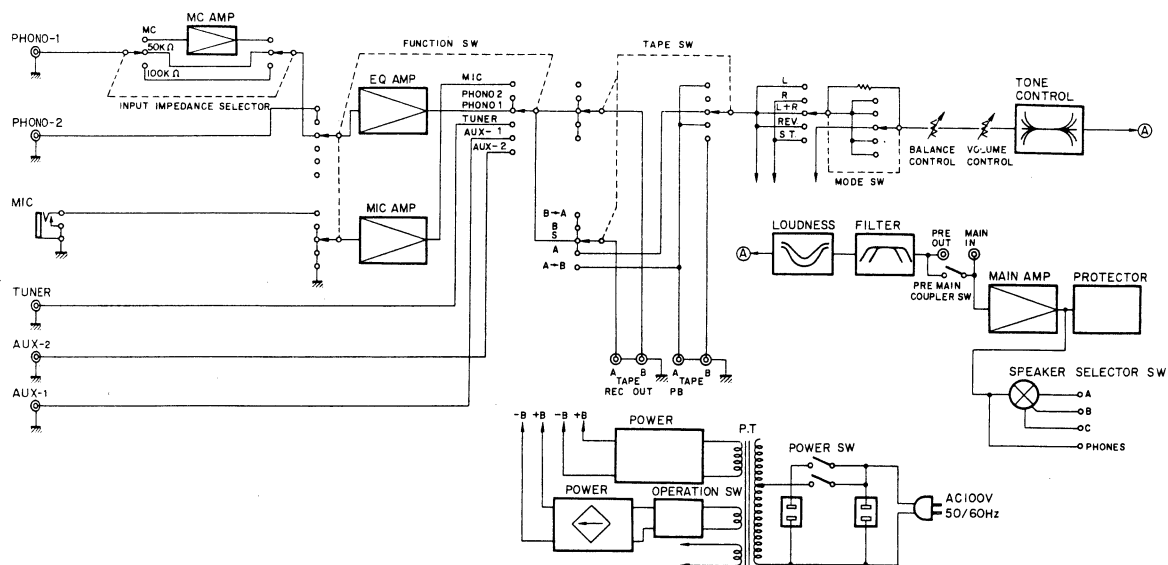 MC AMP
MC
PHONO-1
50KΩ
100KΩ
INPUT IMPEDANCE SELECTOR
FUNCTION SW
TAPE SW
EQ AMP
MIC
PHONO 2
PHONO 1
TUNER
AUX-1
AUX-2
PHONO-2
L
R
L+R
REV.
S T.
MODE SW
BALANCE
CONTROL
VOLUME
CONTROL
TONE
CONTROL
A
MIC
MIC AMP
B→A
B
S
A
A→B
A
LOUDNESS
FILTER
PRE
OUT
MAIN
IN
PRE MAIN
COUPLER SW
MAIN AMP
PROTECTOR
TUNER
AUX-2
AUX-1
A
B
TAPE
REC OUT
A
B
TAPE
PB
SPEAKER SELECTOR SW
A
B
C
PHONES
-B
+B
-B
+B
POWER
P.T
POWER SW
POWER
OPERATION SW
AC100V
50/60Hz